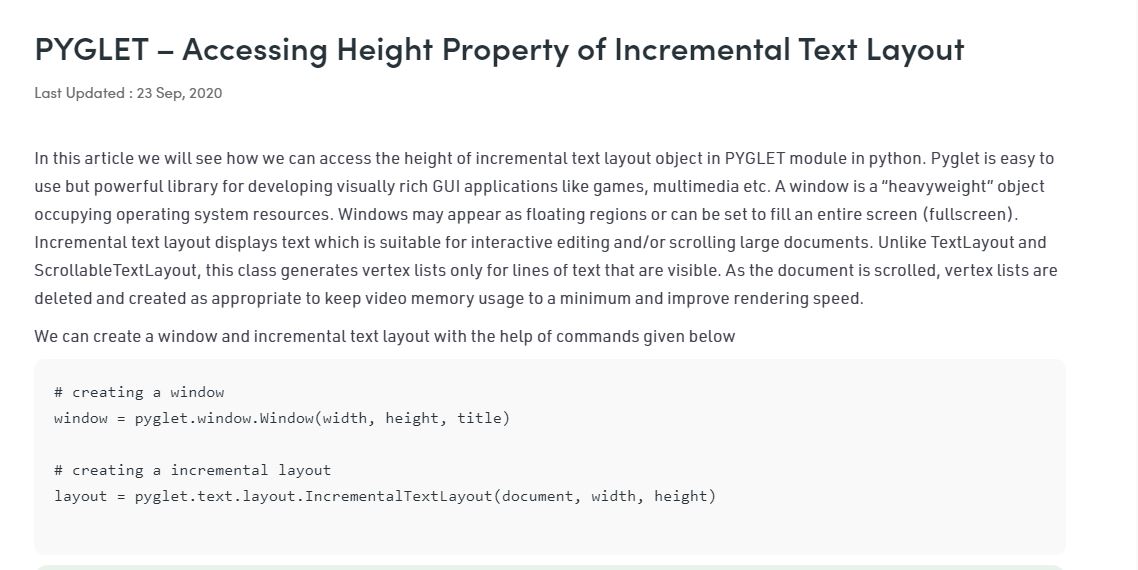 PYGLET – Accessing Height Property of Incremental Text Layout
Last Updated : 23 Sep, 2020
In this article we will see how we can access the height of incremental text layout object in PYGLET module in python. Pyglet is easy to
use but powerful library for developing visually rich GUI applications like games, multimedia etc. A window is a “heavyweight” object
occupying operating system resources. Windows may appear as floating regions or can be set to fill an entire screen (fullscreen).
Incremental text layout displays text which is suitable for interactive editing and/or scrolling large documents. Unlike TextLayout and
ScrollableTextLayout, this class generates vertex lists only for lines of text that are visible. As the document is scrolled, vertex lists are
deleted and created as appropriate to keep video memory usage to a minimum and improve rendering speed.
We can create a window and incremental text layout with the help of commands given below
# creating a window
window = pyglet.window.Window(width, height, title)
# creating a incremental layout
layout = pyglet.text.layout.IncrementalTextLayout(document, width, height)